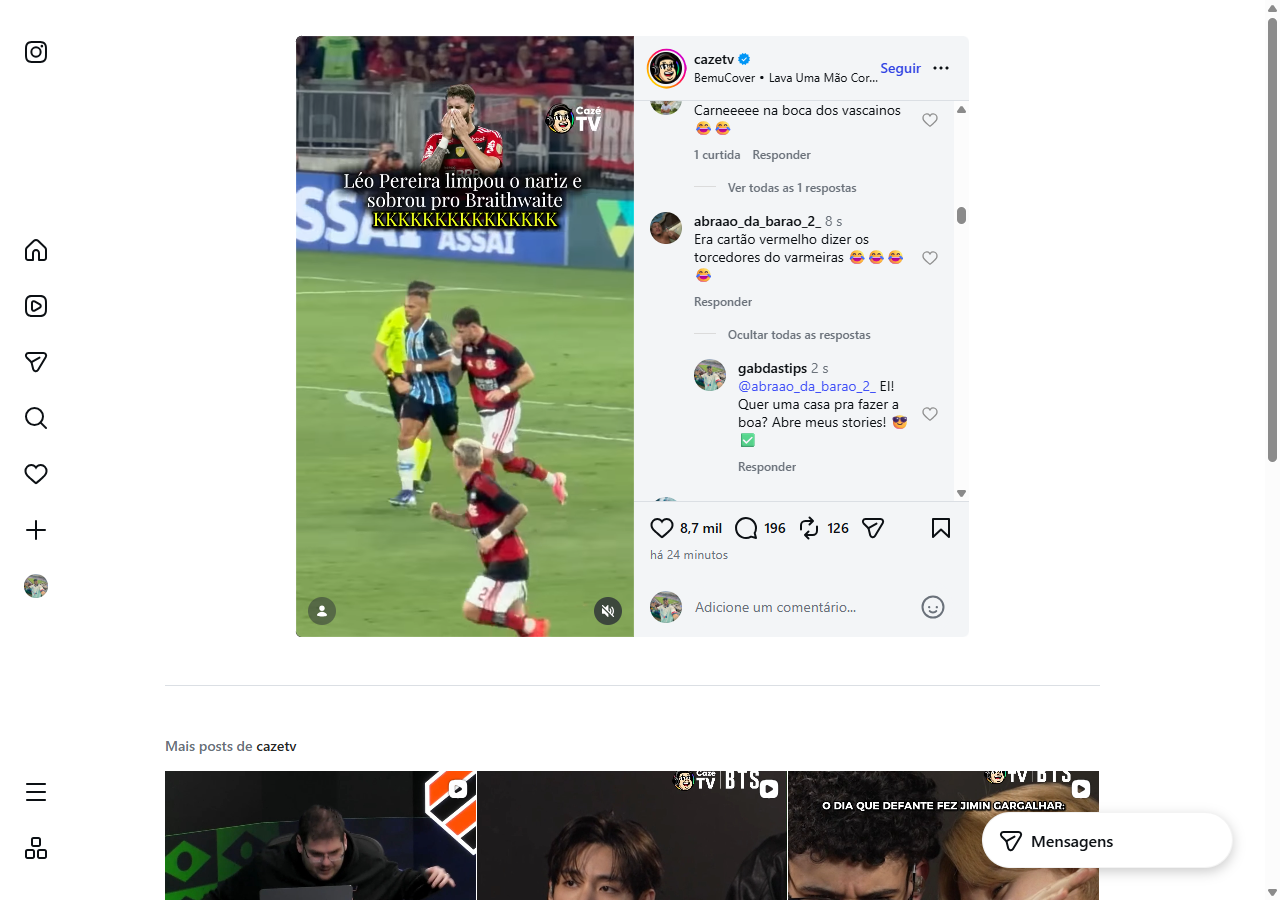 Cazé
TV
Léo Pereira limpou o nariz e
sobrou pro Braithwaite
KKKKKKKKKKKKKKK
ASSAÍ
cazetv
BemuCover • Lava Uma Mão Cor...
Seguir
Carneeeee na boca dos vascainos
😂😂
1 curtida Responder
Ver todas as 1 respostas
abraao_da_barao_2_ 8 s
Era cartão vermelho dizer os
torcedores do varmeiras 😂😂😂
😂
Responder
Ocultar todas as respostas
gabdastips 2 s
@abraao_da_barao_2_ EI!
Quer uma casa pra fazer a
boa? Abre meus stories! 😎
✅
Responder
8,7 mil 196 126
há 24 minutos
Adicione um comentário...
Mais posts de cazetv
Cazé TV BTS
TV BTS
O DIA QUE DEFANTE FEZ JIMIN GARGALHAR:
Mensagens